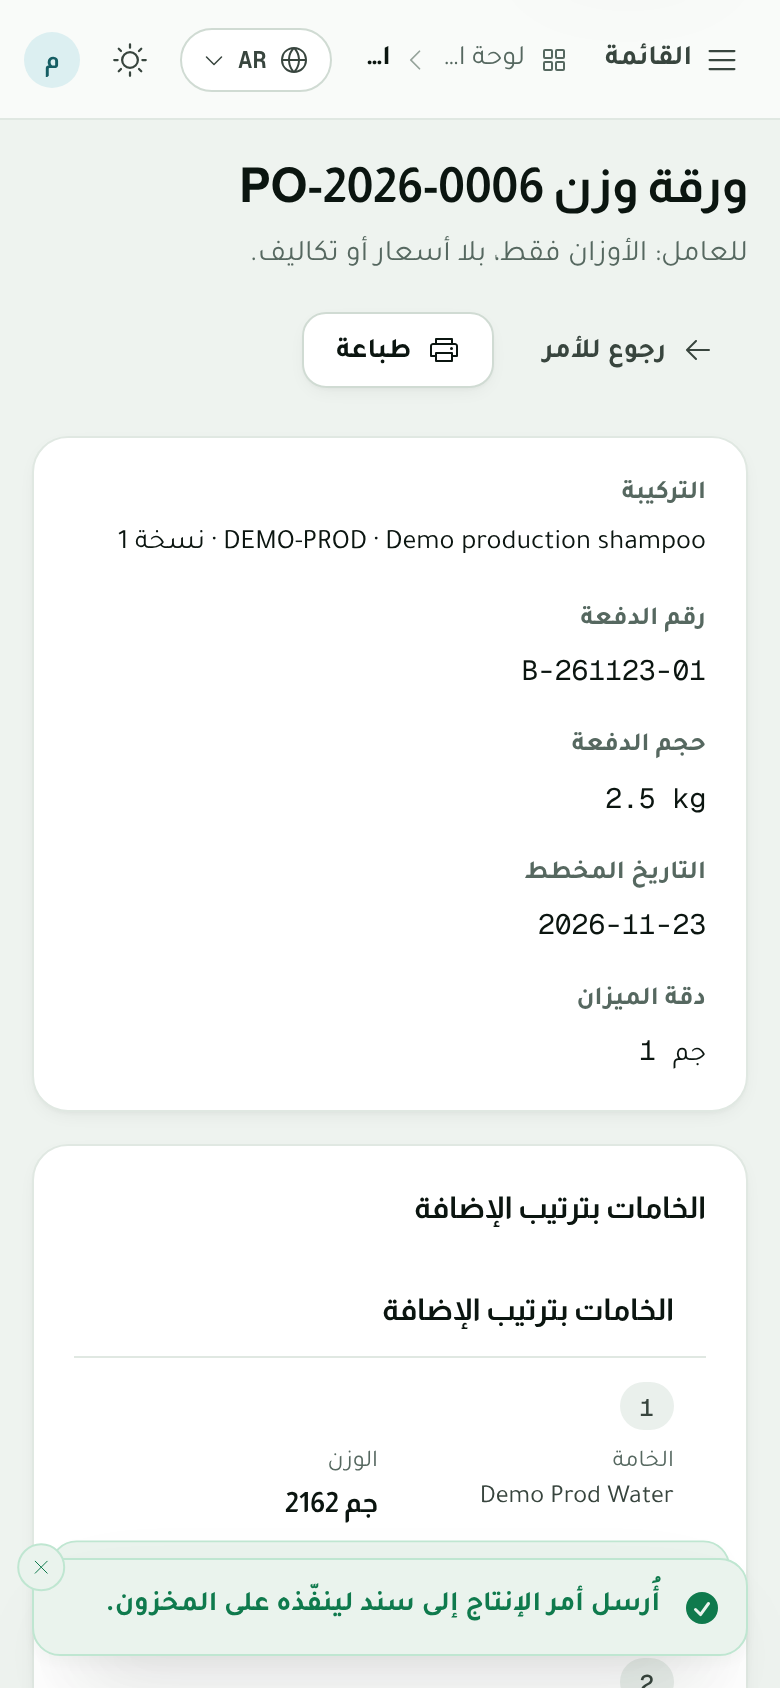 القائمة
لوحة ا...
ا...
AR
م
ورقة وزن PO-2026-0006
للعامل: الأوزان فقط، بلا أسعار أو تكاليف.
رجوع للأمر
طباعة
التركيبة
DEMO-PROD · Demo production shampoo · نسخة 1
رقم الدفعة
B-261123-01
حجم الدفعة
2.5 kg
التاريخ المخطط
2026-11-23
دقة الميزان
1 جم
الخامات بترتيب الإضافة
الخامات بترتيب الإضافة
1
الخامة
الوزن
Demo Prod Water
2162 جم
أُرسل أمر الإنتاج إلى سند لينفّذه على المخزون.
2